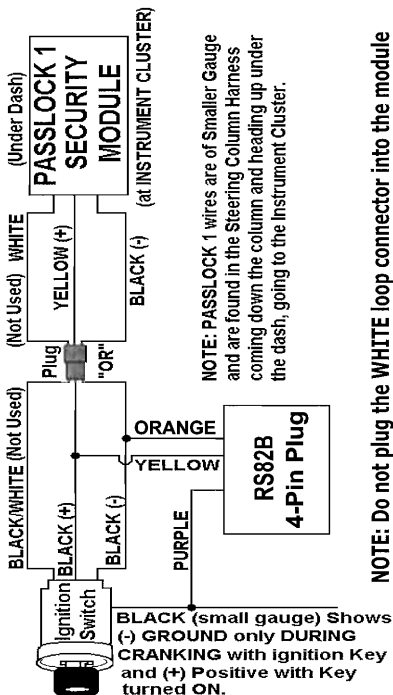 (Under Dash)
PASSLOCK 1
SECURITY
MODULE
(at INSTRUMENT CLUSTER)
(Not Used) WHITE
YELLOW (+)
BLACK (-)
Plug
"OR"
BLACK/WHITE (Not Used)
BLACK (+)
BLACK (-)
Ignition
Switch
ORANGE
YELLOW
PURPLE
RS82B
4-Pin Plug
NOTE: PASSLOCK 1 wires are of Smaller Gauge
and are found in the Steering Column Harness
coming down the column and heading up under
the dash, going to the Instrument Cluster.
BLACK (small gauge) Shows
(-) GROUND only DURING
CRANKING with ignition Key
and (+) Positive with Key
turned ON.
NOTE: Do not plug the WHITE loop connector into the module